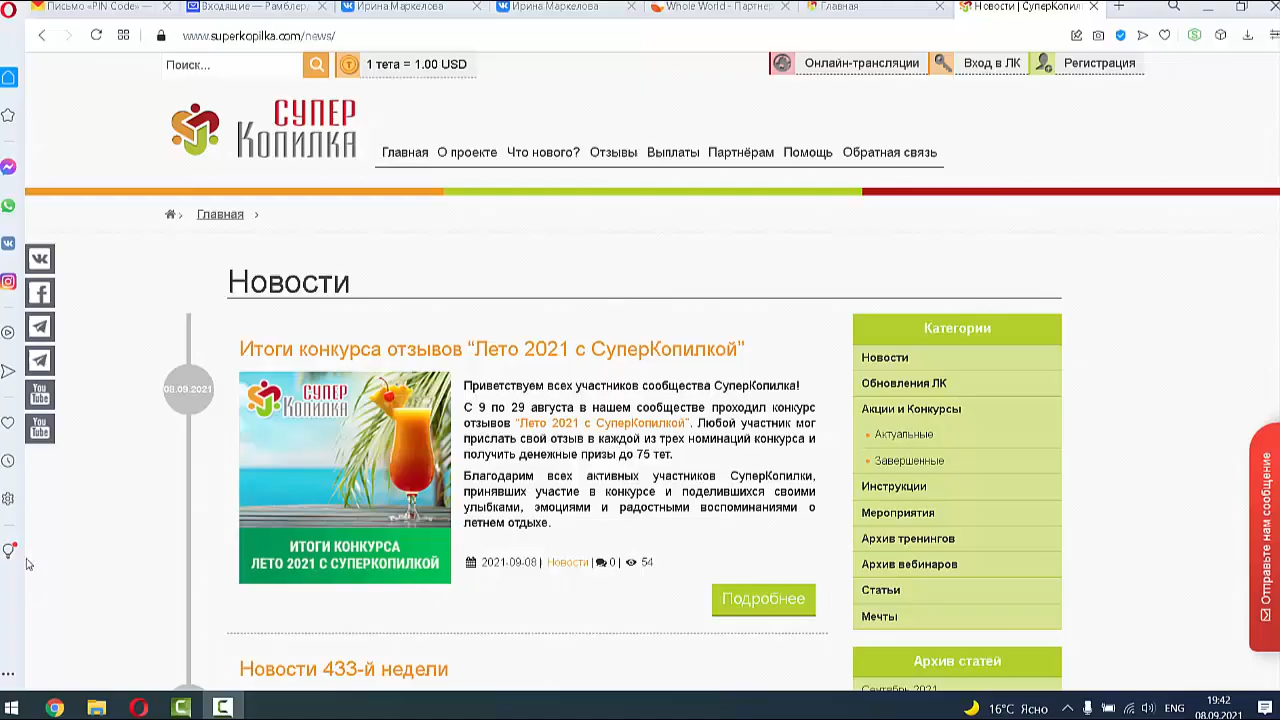 Письмо «PIN Code» —
Входящие — Рамблер/
Ирина Маркелова
Ирина Маркелова
Whole World - Партнер
Главная
Новости | СуперКопил
www.superkopilka.com/news/
Поиск...
1 тета = 1.00 USD
Онлайн-трансляции
Вход в ЛК
Регистрация
СУПЕР
КОПИЛКА
Главная О проекте Что нового? Отзывы Выплаты Партнёрам Помощь Обратная связь
Главная
Новости
08.09.2021
Итоги конкурса отзывов “Лето 2021 с СуперКопилкой”
СУПЕР
КОПИЛКА
ИТОГИ КОНКУРСА
ЛЕТО 2021 С СУПЕРКОПИЛКОЙ
Приветствуем всех участников сообщества СуперКопилка!
С 9 по 29 августа в нашем сообществе проходил конкурс
отзывов “Лето 2021 с СуперКопилкой”. Любой участник мог
прислать свой отзыв в каждой из трех номинаций конкурса и
получить денежные призы до 75 тет.
Благодарим всех активных участников СуперКопилки,
принявших участие в конкурсе и поделившихся своими
улыбками, эмоциями и радостными воспоминаниями о
летнем отдыхе.
2021-09-08 | Новости | 0 | 54
Подробнее
Новости 433-й недели
Категории
Новости
Обновления ЛК
Акции и Конкурсы
Актуальные
Завершенные
Инструкции
Мероприятия
Архив тренингов
Архив вебинаров
Статьи
Мечты
Архив статей
Сентябрь 2021
Отправьте нам сообщение
You
Tube
You
Tube
16°C Ясно
ENG
19:42
08.09.2021